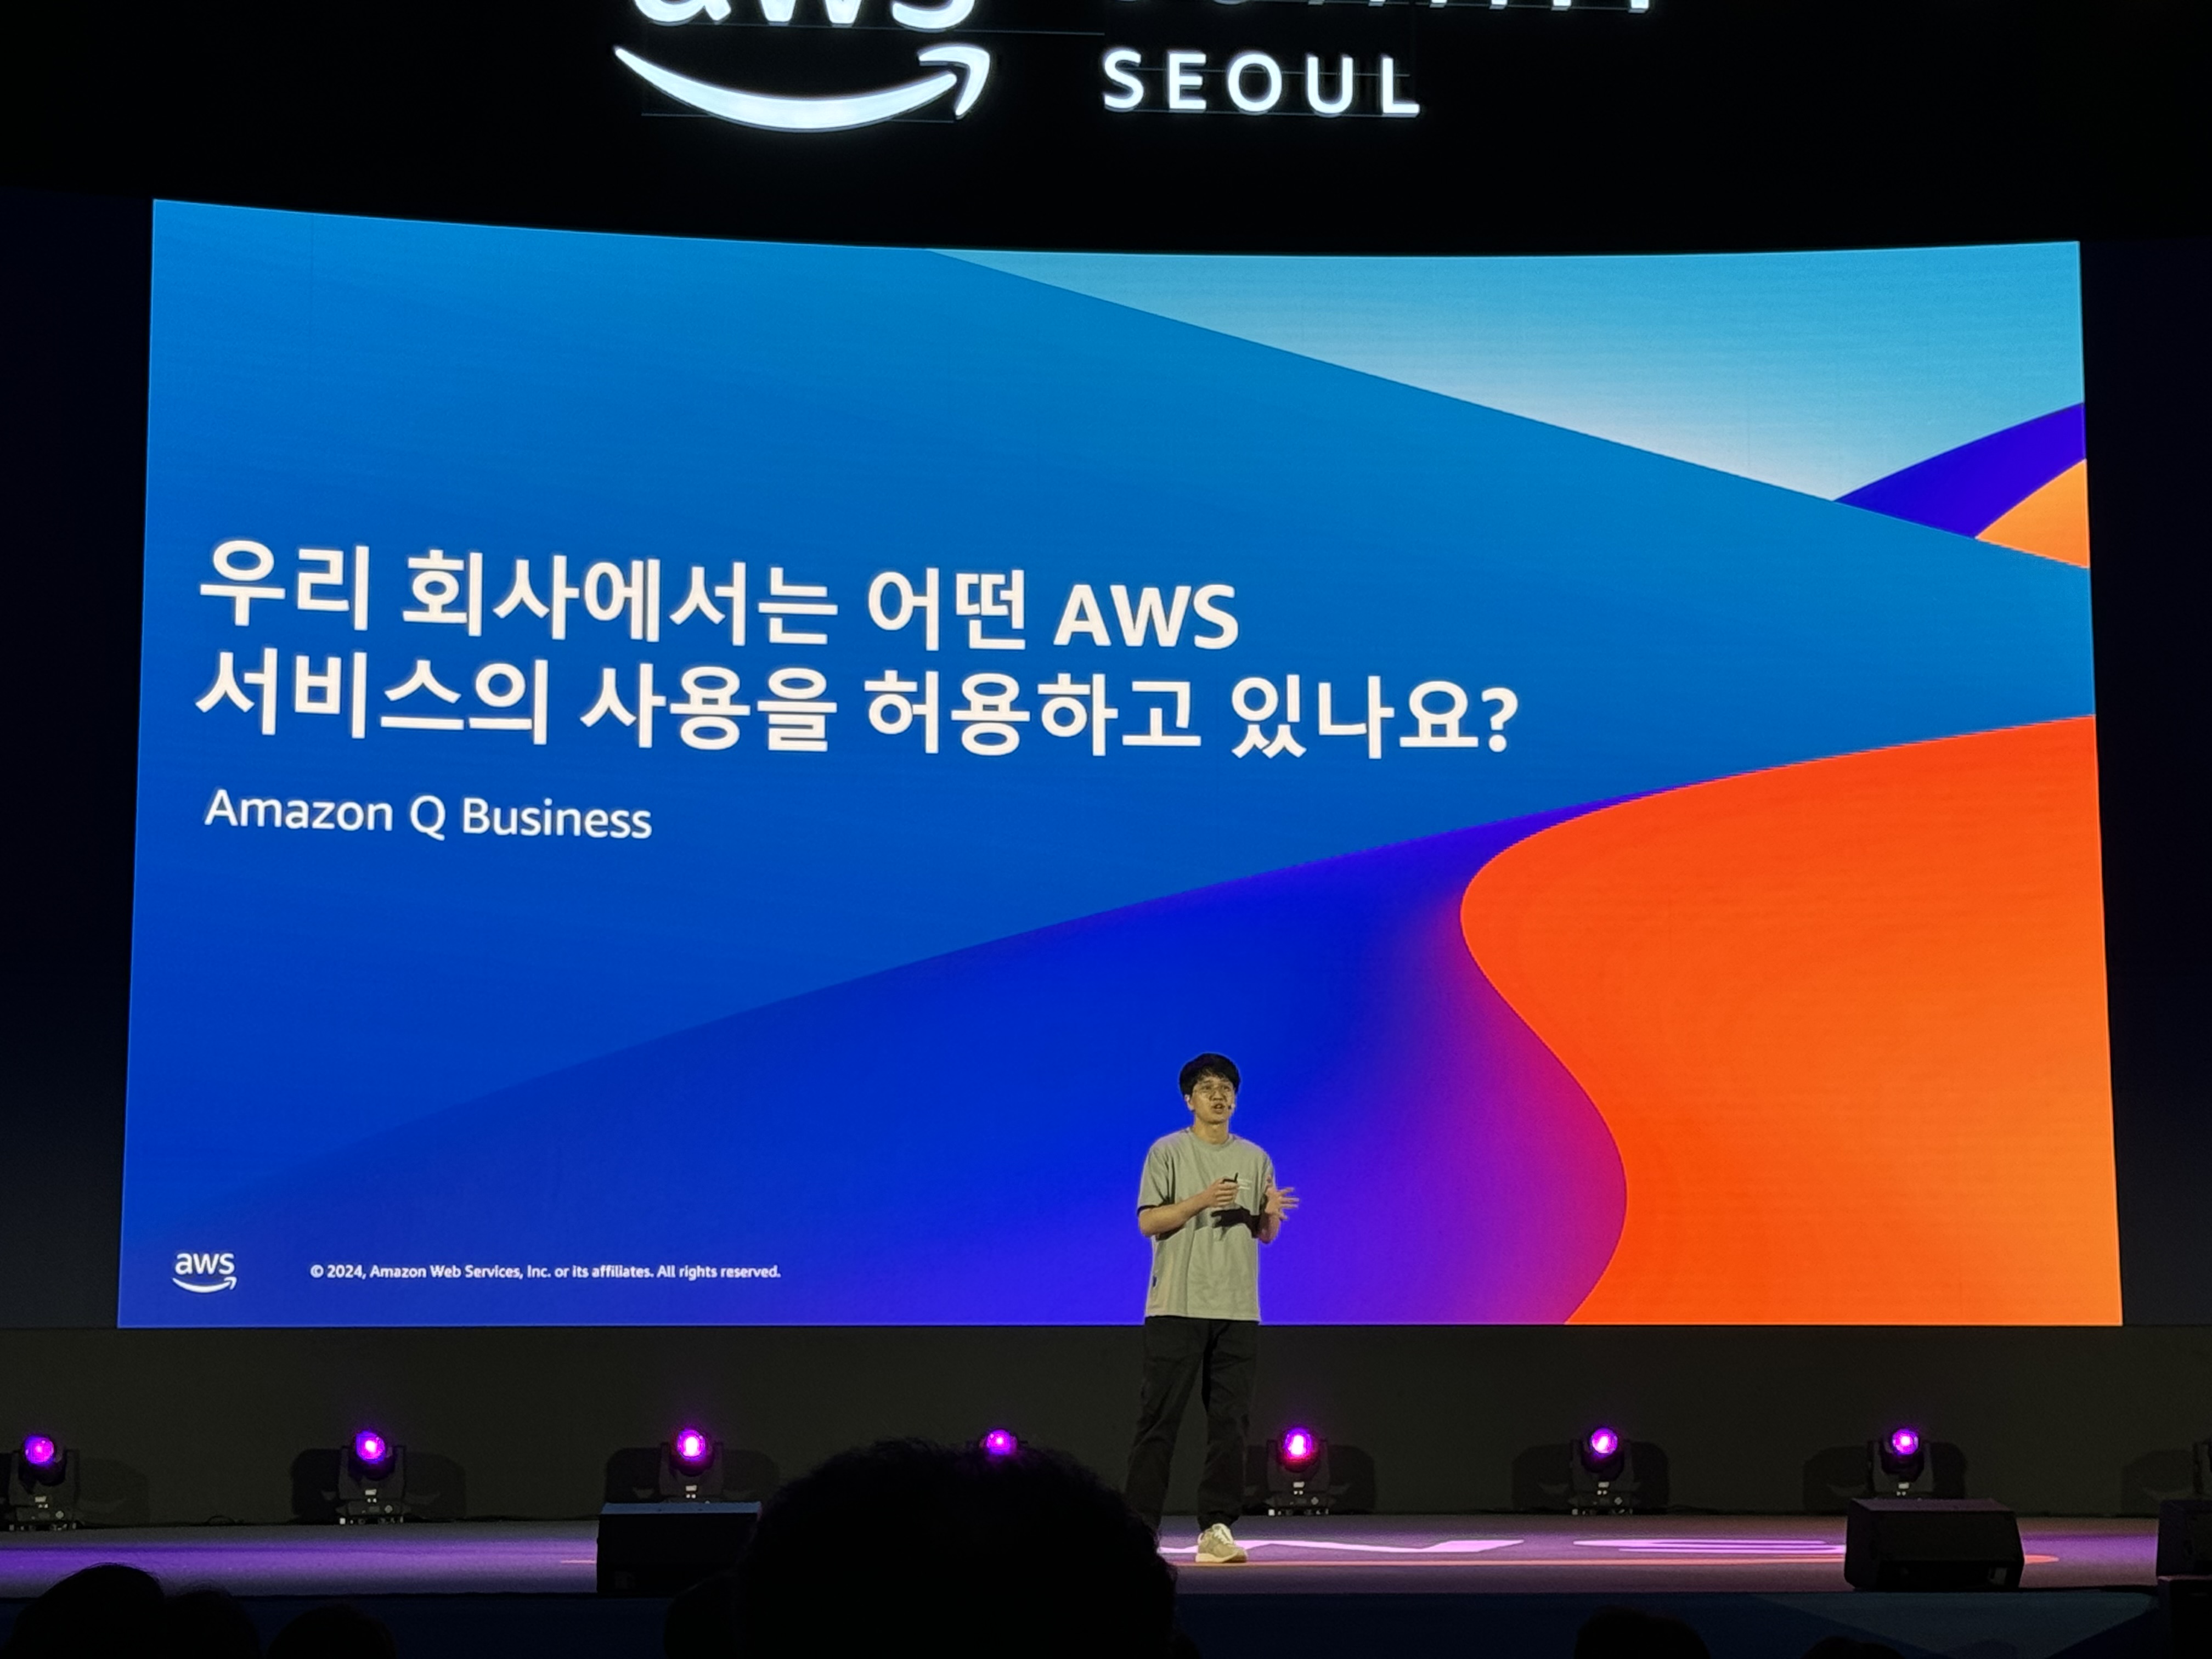 aws
SEOUL
우리 회사에서는 어떤 AWS
서비스의 사용을 허용하고 있나요?
Amazon Q Business
aws
© 2024, Amazon Web Services, Inc. or its affiliates. All rights reserved.